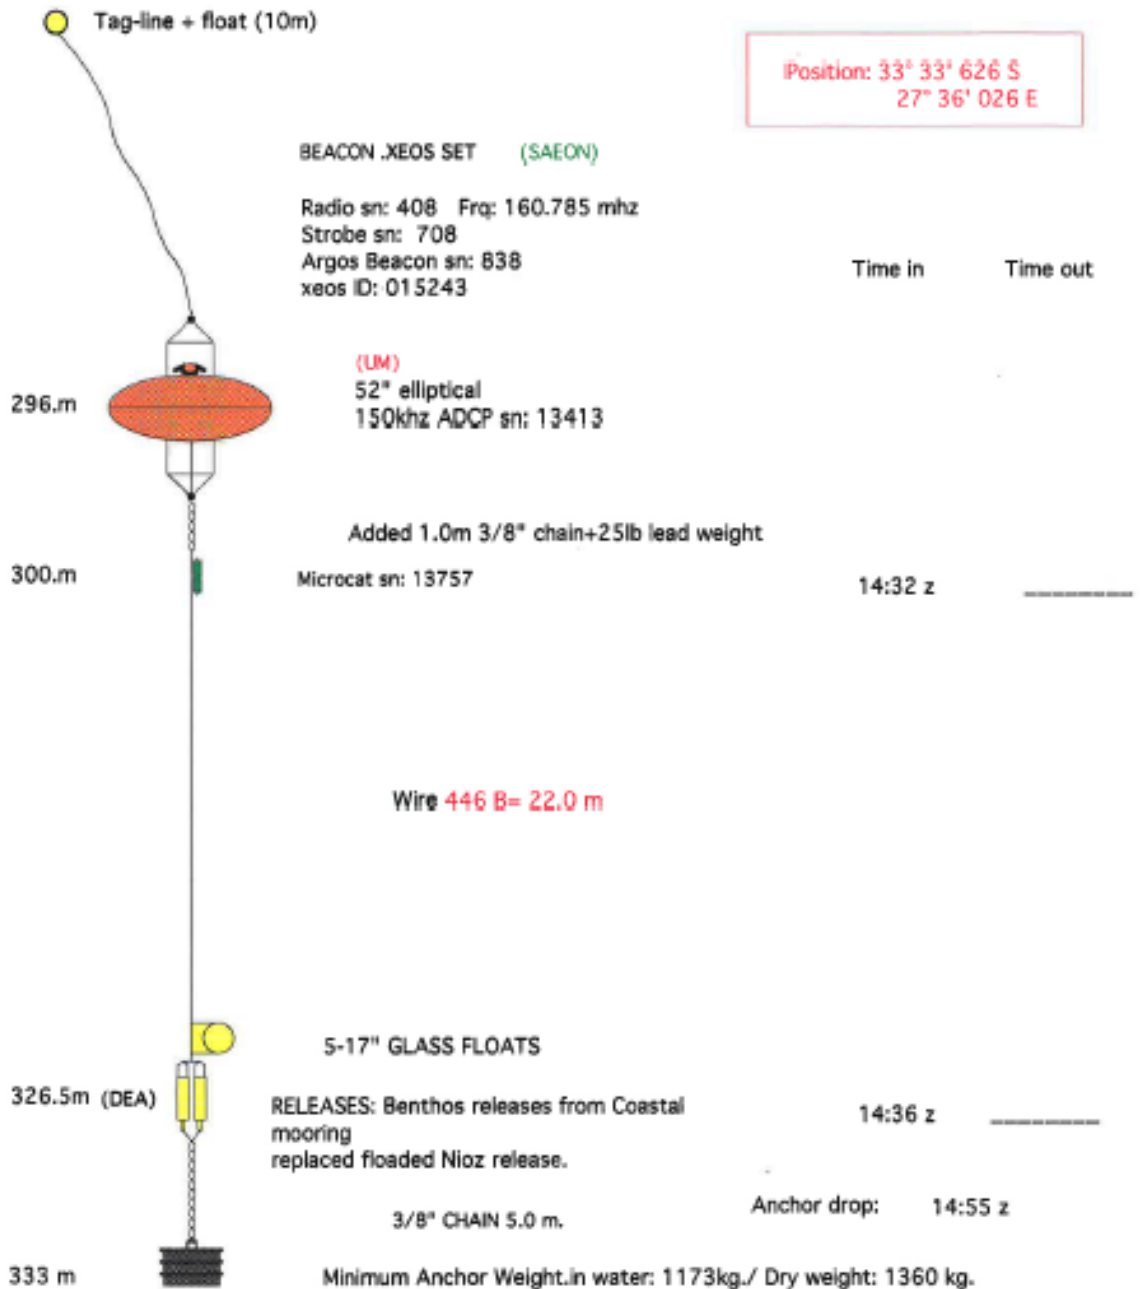 Tag-line + float (10m)
Position: 33° 33' 626 S
27° 36' 026 E
BEACON .XEOS SET (SAEON)
Radio sn: 408 Frq: 160.785 mhz
Strobe sn: 708
Argos Beacon sn: 838
xeos ID: 015243
Time in Time out
(UM)
296.m
52" elliptical
150khz ADCP sn: 13413
Added 1.0m 3/8" chain+25lb lead weight
300.m Microcat sn: 13757 14:32 z ________
Wire 446 B= 22.0 m
5-17" GLASS FLOATS
326.5m (DEA)
RELEASES: Benthos releases from Coastal
mooring
replaced floaded Nioz release.
14:36 z ________
Anchor drop: 14:55 z
3/8" CHAIN 5.0 m.
333 m Minimum Anchor Weight.in water: 1173kg./ Dry weight: 1360 kg.